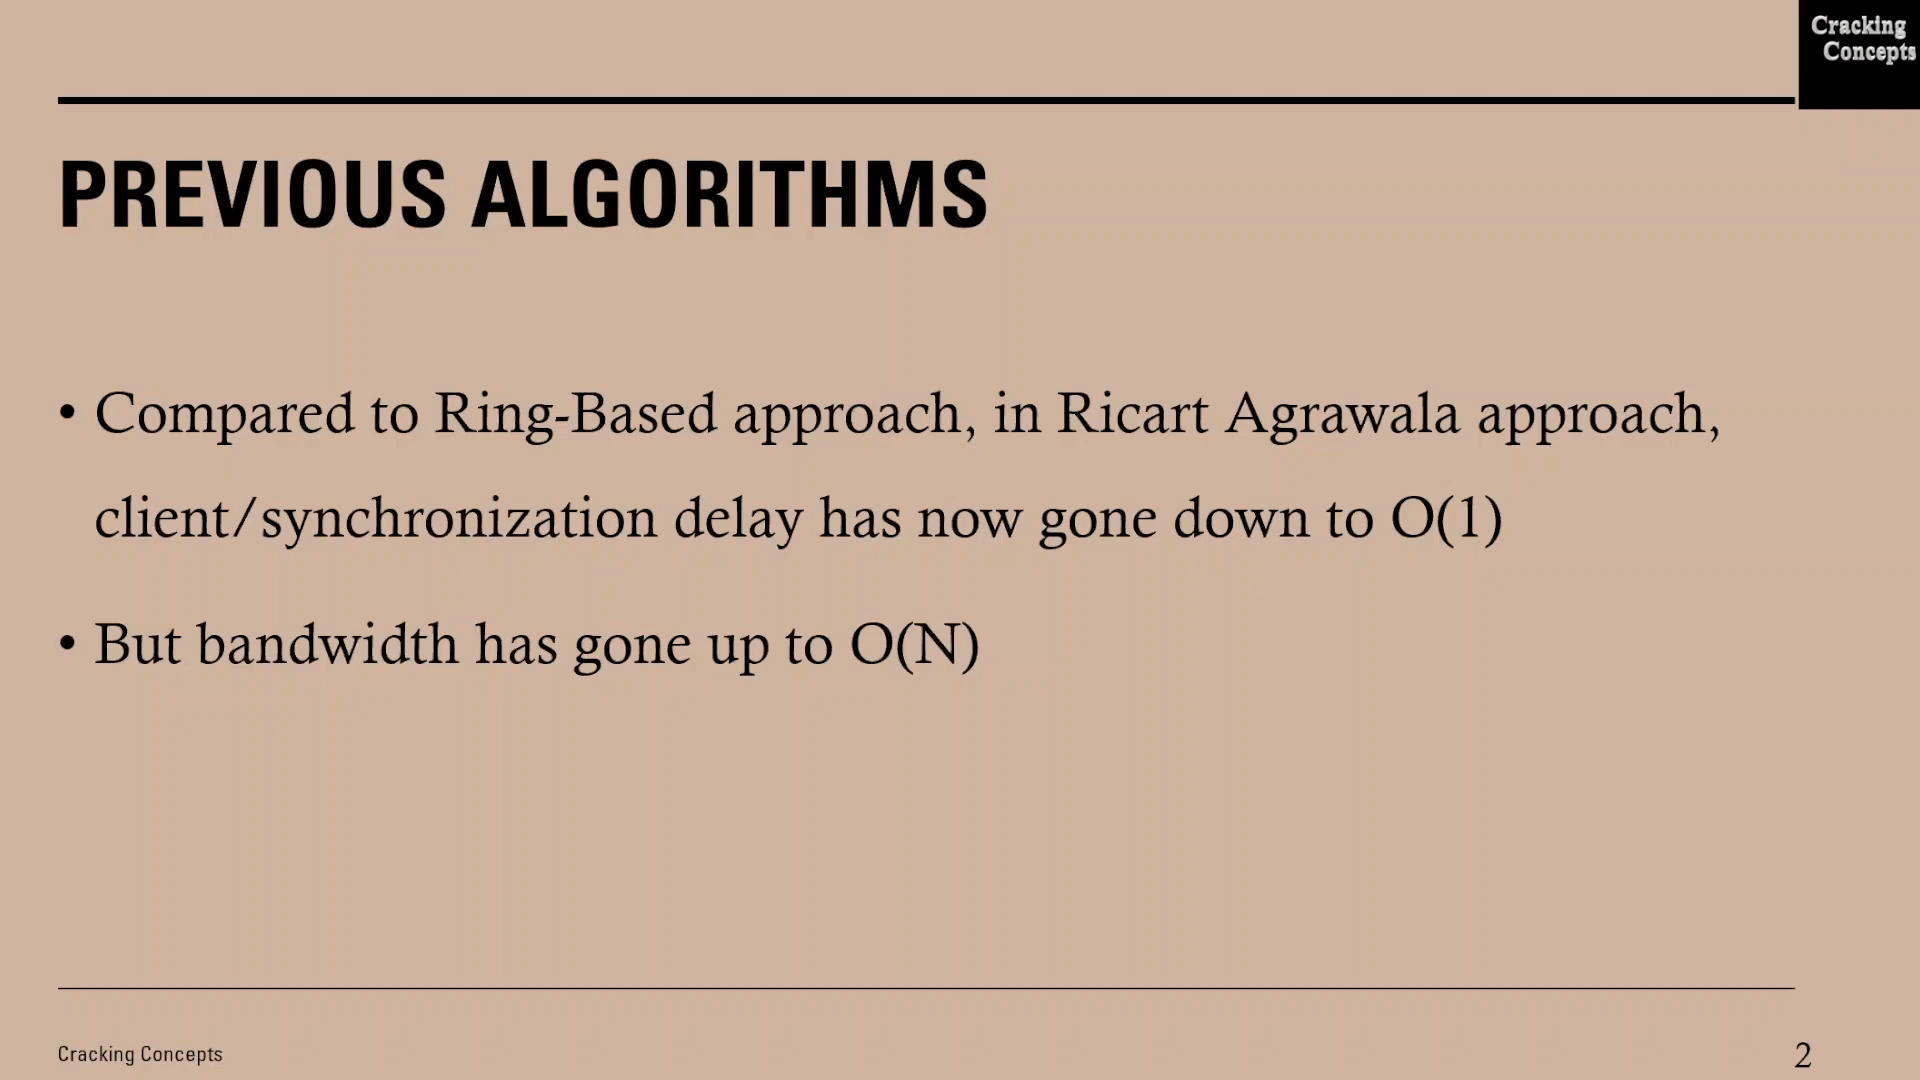 Cracking
Concepts
PREVIOUS ALGORITHMS
• Compared to Ring-Based approach, in Ricart Agrawala approach,
client/synchronization delay has now gone down to O(1)
• But bandwidth has gone up to O(N)
Cracking Concepts
2